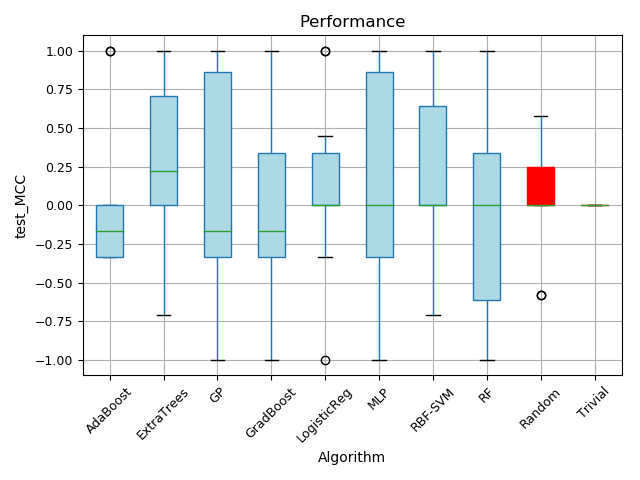 Performance
test_MCC
1.00
0.75
0.50
0.25
0.00
−0.25
−0.50
−0.75
−1.00
AdaBoost
ExtraTrees
GP
GradBoost
LogisticReg
MLP
RBF-SVM
RF
Random
Trivial
Algorithm